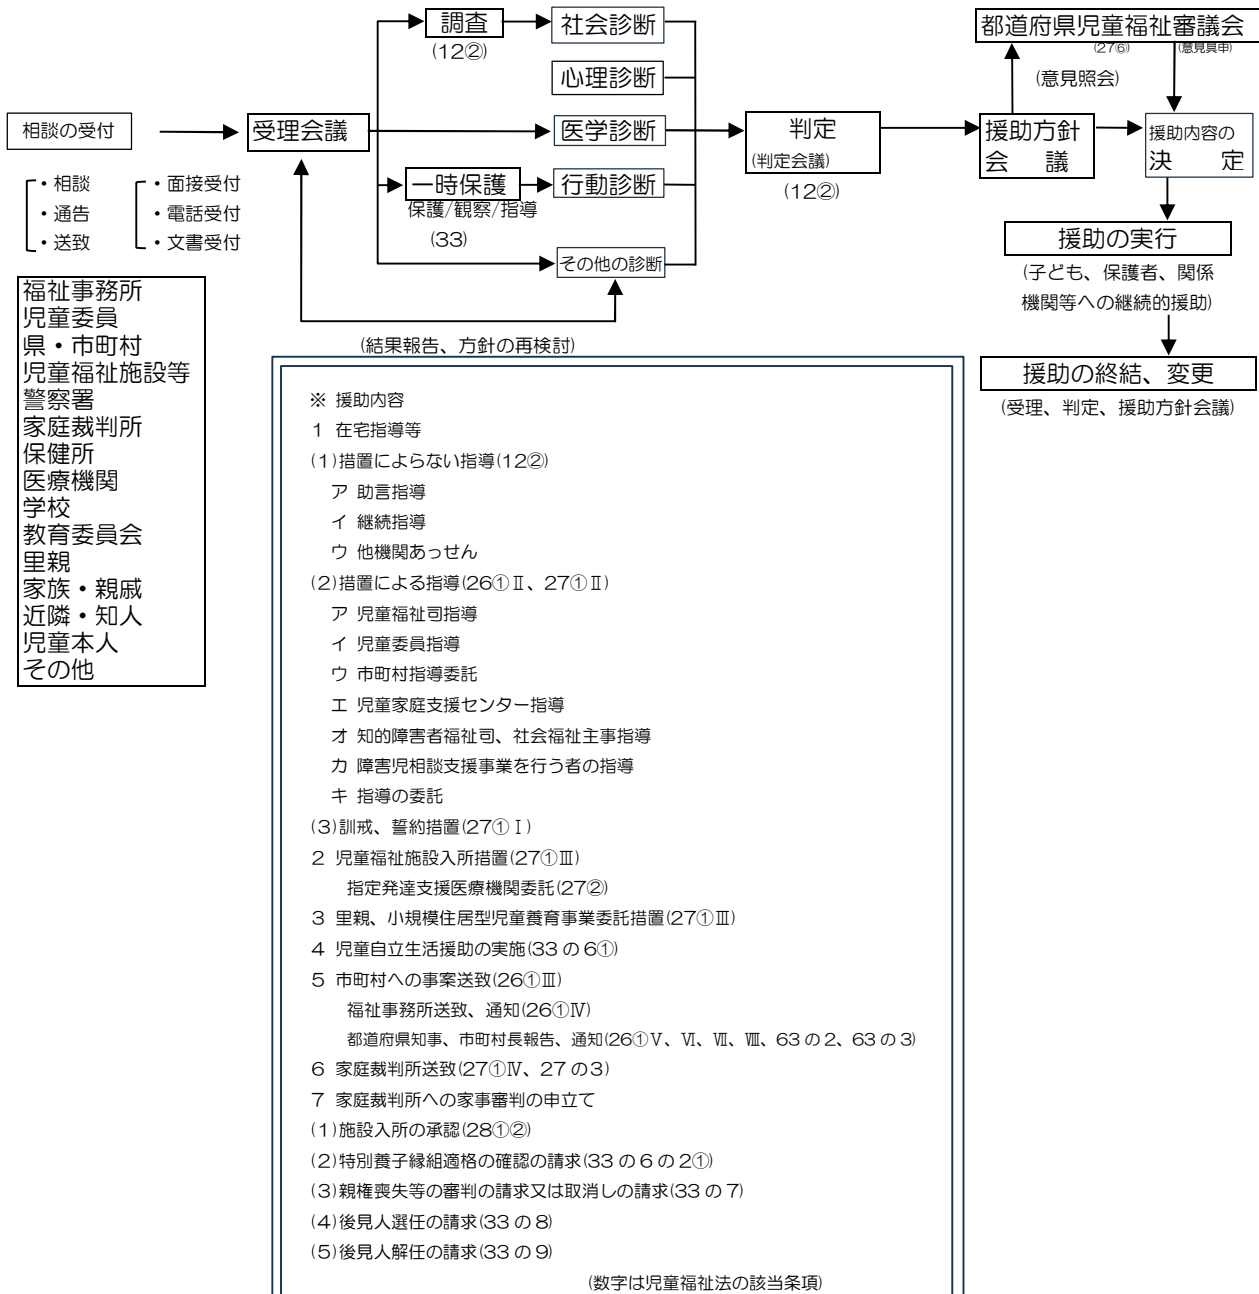 調査
(12②)
社会診断
心理診断
相談の受付
受理会議
医学診断
一時保護
保護/観察/指導
(33)
行動診断
その他の診断
判定
(判定会議)
(12②)
都道府県児童福祉審議会
(27⑥)
(意見具申)
(意見照会)
援助方針
会　議
援助内容の
決　定
援助の実行
(子ども、保護者、関係
機関等への継続的援助)
援助の終結、変更
(受理、判定、援助方針会議)
・相談
・通告
・送致
・面接受付
・電話受付
・文書受付
福祉事務所
児童委員
県・市町村
児童福祉施設等
警察署
家庭裁判所
保健所
医療機関
学校
教育委員会
里親
家族・親戚
近隣・知人
児童本人
その他
(結果報告、方針の再検討)
※ 援助内容
1 在宅指導等
(1)措置によらない指導(12②)
ア 助言指導
イ 継続指導
ウ 他機関あっせん
(2)措置による指導(26①Ⅱ、27①Ⅱ)
ア 児童福祉司指導
イ 児童委員指導
ウ 市町村指導委託
エ 児童家庭支援センター指導
オ 知的障害者福祉司、社会福祉主事指導
カ 障害児相談支援事業を行う者の指導
キ 指導の委託
(3)訓戒、誓約措置(27①Ⅰ)
2 児童福祉施設入所措置(27①Ⅲ)
指定発達支援医療機関委託(27②)
3 里親、小規模住居型児童養育事業委託措置(27①Ⅲ)
4 児童自立生活援助の実施(33の6①)
5 市町村への事案送致(26①Ⅲ)
福祉事務所送致、通知(26①Ⅳ)
都道府県知事、市町村長報告、通知(26①Ⅴ、Ⅵ、Ⅶ、Ⅷ、63の2、63の3)
6 家庭裁判所送致(27①Ⅳ、27の3)
7 家庭裁判所への家事審判の申立て
(1)施設入所の承認(28①②)
(2)特別養子縁組適格の確認の請求(33の6の2①)
(3)親権喪失等の審判の請求又は取消しの請求(33の7)
(4)後見人選任の請求(33の8)
(5)後見人解任の請求(33の9)
(数字は児童福祉法の該当条項)